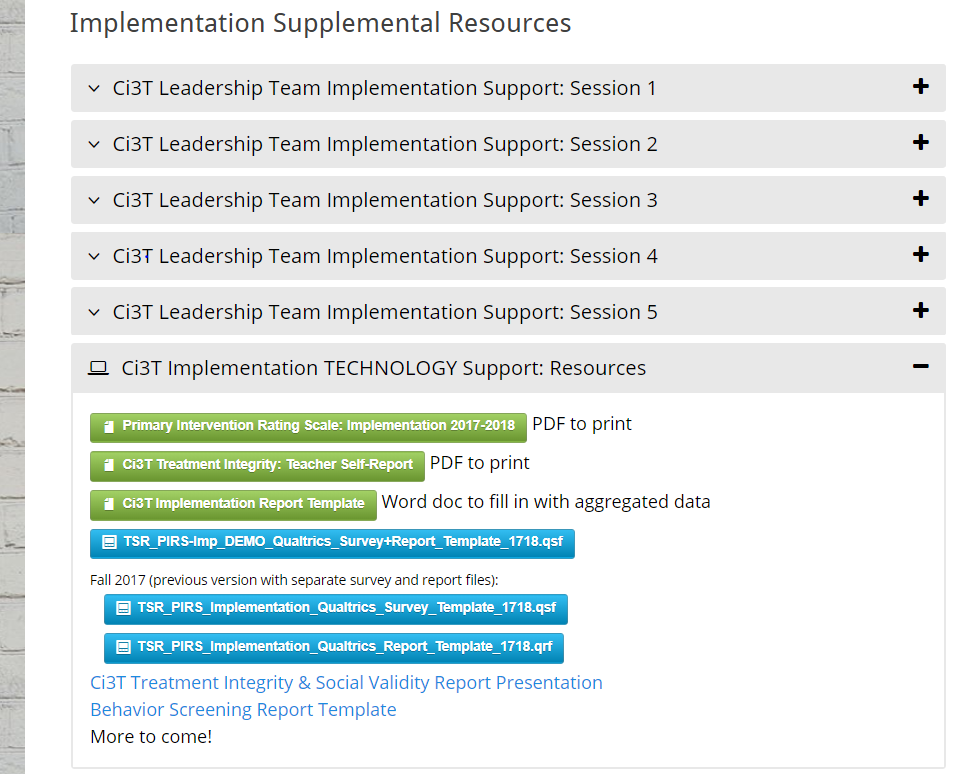 Implementation Supplemental Resources
Ci3T Leadership Team Implementation Support: Session 1
Ci3T Leadership Team Implementation Support: Session 2
Ci3T Leadership Team Implementation Support: Session 3
Ci3T Leadership Team Implementation Support: Session 4
Ci3T Leadership Team Implementation Support: Session 5
Ci3T Implementation TECHNOLOGY Support: Resources
Primary Intervention Rating Scale: Implementation 2017-2018 PDF to print
Ci3T Treatment Integrity: Teacher Self-Report PDF to print
Ci3T Implementation Report Template Word doc to fill in with aggregated data
TSR_PIRS-Imp_DEMO_Qualtrics_Survey+Report_Template_1718.qsf
Fall 2017 (previous version with separate survey and report files):
TSR_PIRS_Implementation_Qualtrics_Survey_Template_1718.qsf
TSR_PIRS_Implementation_Qualtrics_Report_Template_1718.qrf
Ci3T Treatment Integrity & Social Validity Report Presentation
Behavior Screening Report Template
More to come!